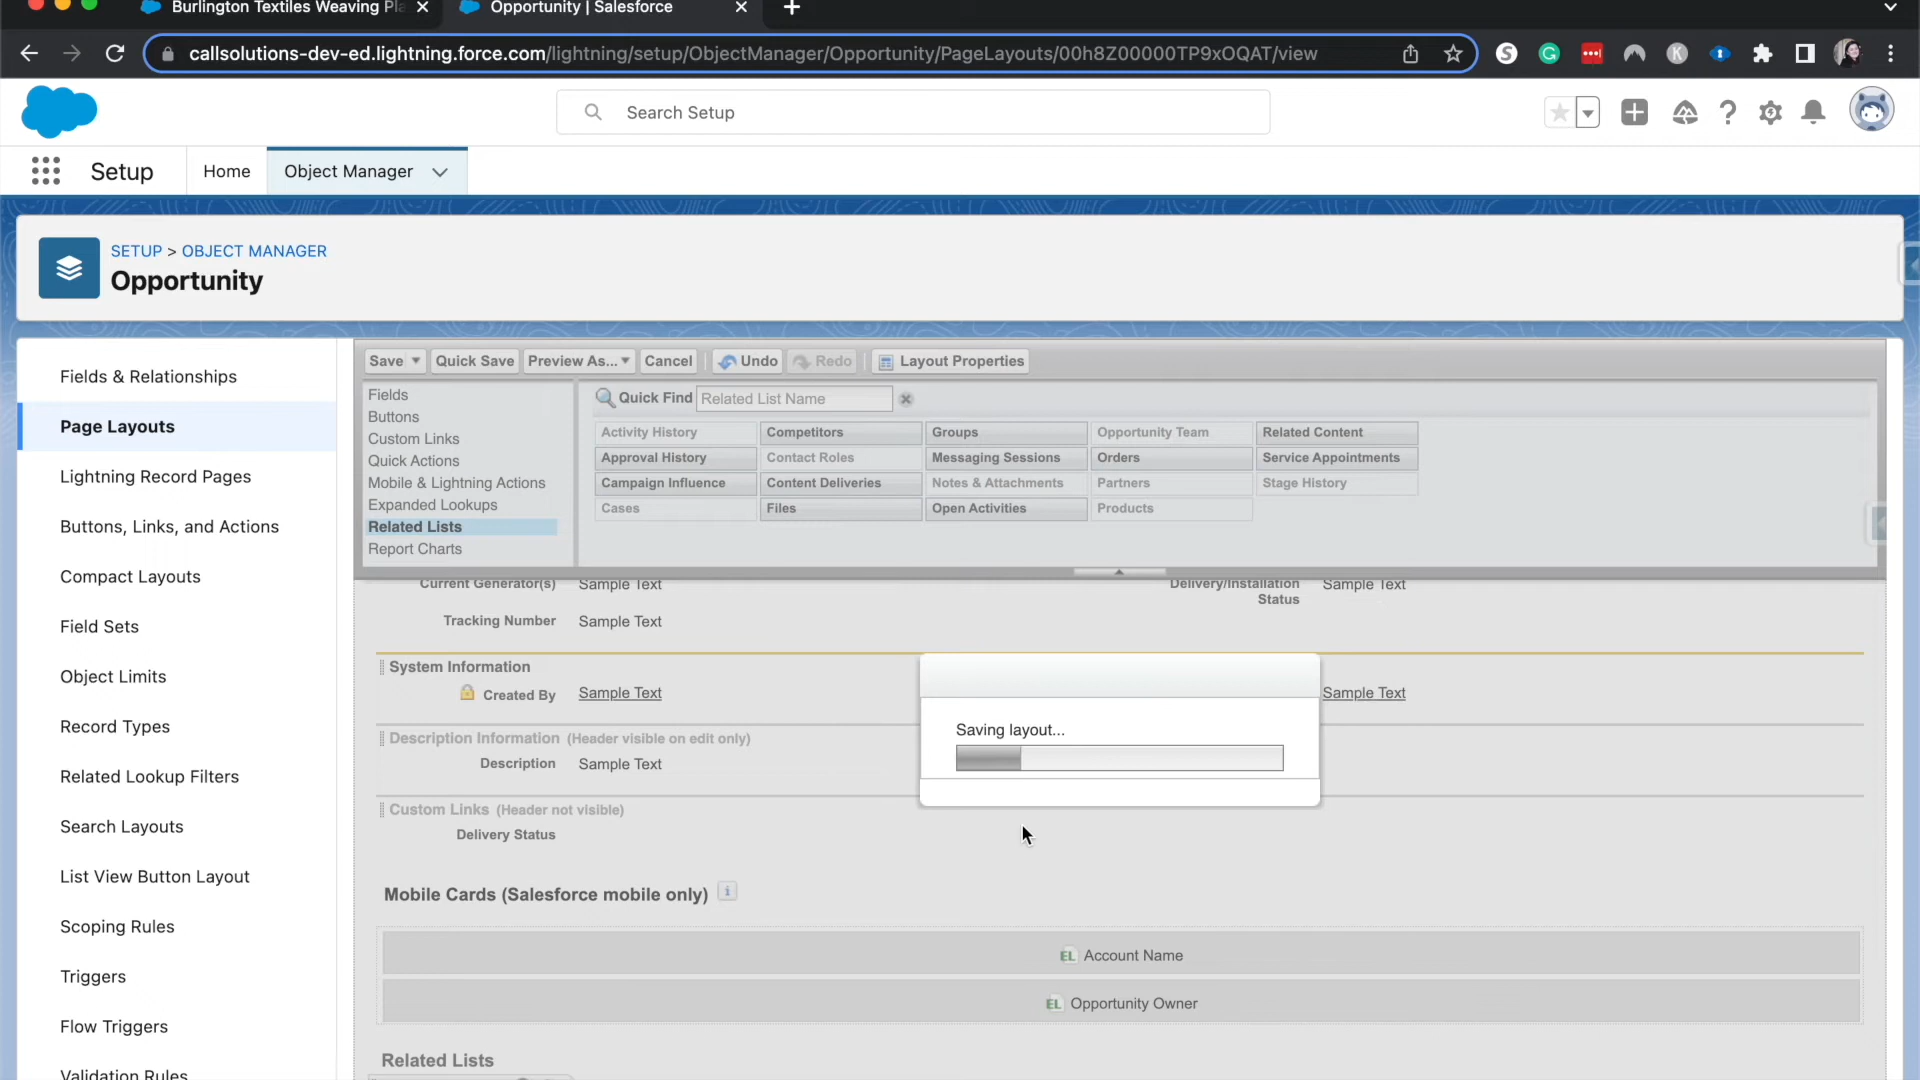 Burlington Textiles Weaving Pla
Opportunity | Salesforce
callsolutions-dev-ed.lightning.force.com/lightning/setup/ObjectManager/Opportunity/PageLayouts/00h8Z00000TP9xOQAT/view
Search Setup
Setup
Home
Object Manager
SETUP > OBJECT MANAGER
Opportunity
Fields & Relationships
Page Layouts
Lightning Record Pages
Buttons, Links, and Actions
Compact Layouts
Field Sets
Object Limits
Record Types
Related Lookup Filters
Search Layouts
List View Button Layout
Scoping Rules
Triggers
Flow Triggers
Validation Rules
Save Quick Save Preview As... Cancel Undo Redo Layout Properties
Fields
Buttons
Custom Links
Quick Actions
Mobile & Lightning Actions
Expanded Lookups
Related Lists
Report Charts
Quick Find Related List Name
Activity History Competitors Groups Opportunity Team Related Content
Approval History Contact Roles Messaging Sessions Orders Service Appointments
Campaign Influence Content Deliveries Notes & Attachments Partners Stage History
Cases Files Open Activities Products
Current Generator(s) Sample Text Delivery/Installation Status Sample Text
Tracking Number Sample Text
System Information
Created By Sample Text Sample Text
Description Information (Header visible on edit only)
Description Sample Text
Custom Links (Header not visible)
Delivery Status
Saving layout...
Mobile Cards (Salesforce mobile only) i
EL Account Name
EL Opportunity Owner
Related Lists